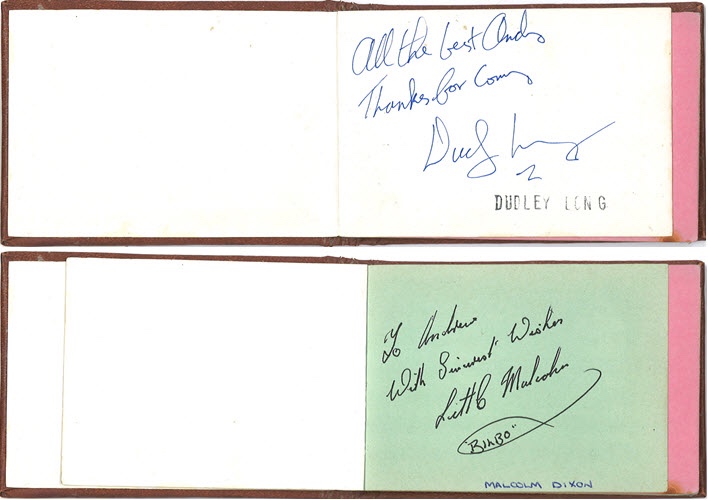 All the best Andy
Thanks for Coming
Dudley Long
DUDLEY LONG
To Andrew
With Sincerest Wishes
Little Malcolm
"BILBO"
MALCOLM DIXON